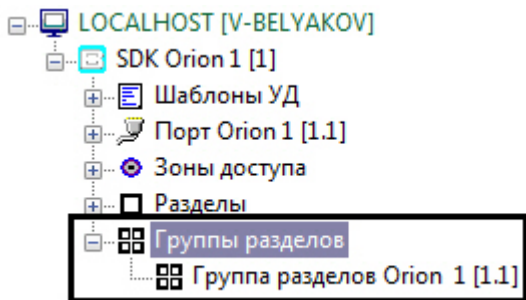 LOCALHOST [V-BELYAKOV]
SDK Orion 1 [1]
Шаблоны УД
Порт Orion 1 [1.1]
Зоны доступа
Разделы
Группы разделов
Группа разделов Orion 1 [1.1]